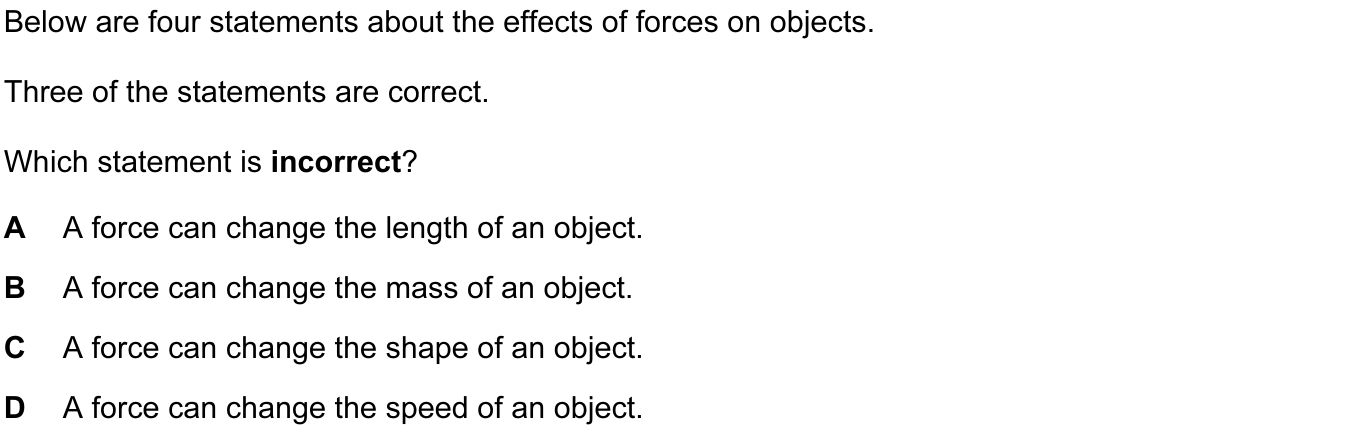 Below are four statements about the effects of forces on objects.
Three of the statements are correct.
Which statement is incorrect?
A A force can change the length of an object.
B A force can change the mass of an object.
C A force can change the shape of an object.
D A force can change the speed of an object.